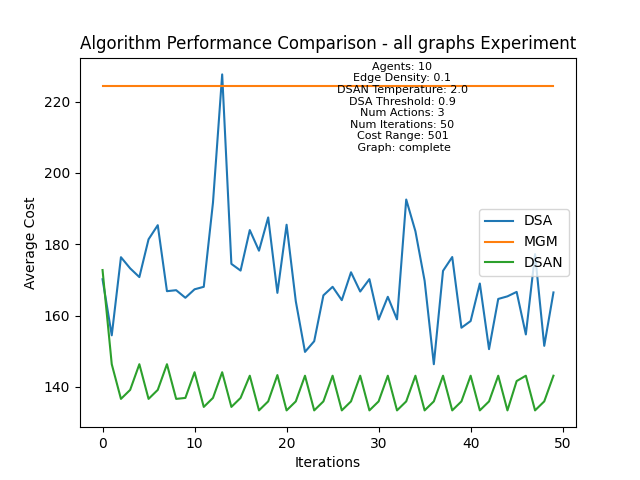 Algorithm Performance Comparison - all graphs Experiment
Agents: 10
Edge Density: 0.1
DSAN Temperature: 2.0
DSA Threshold: 0.9
Num Actions: 3
Num Iterations: 50
Cost Range: 501
Graph: complete
Average Cost
220
200
180
160
140
DSA
MGM
DSAN
0
10
20
30
40
50
Iterations